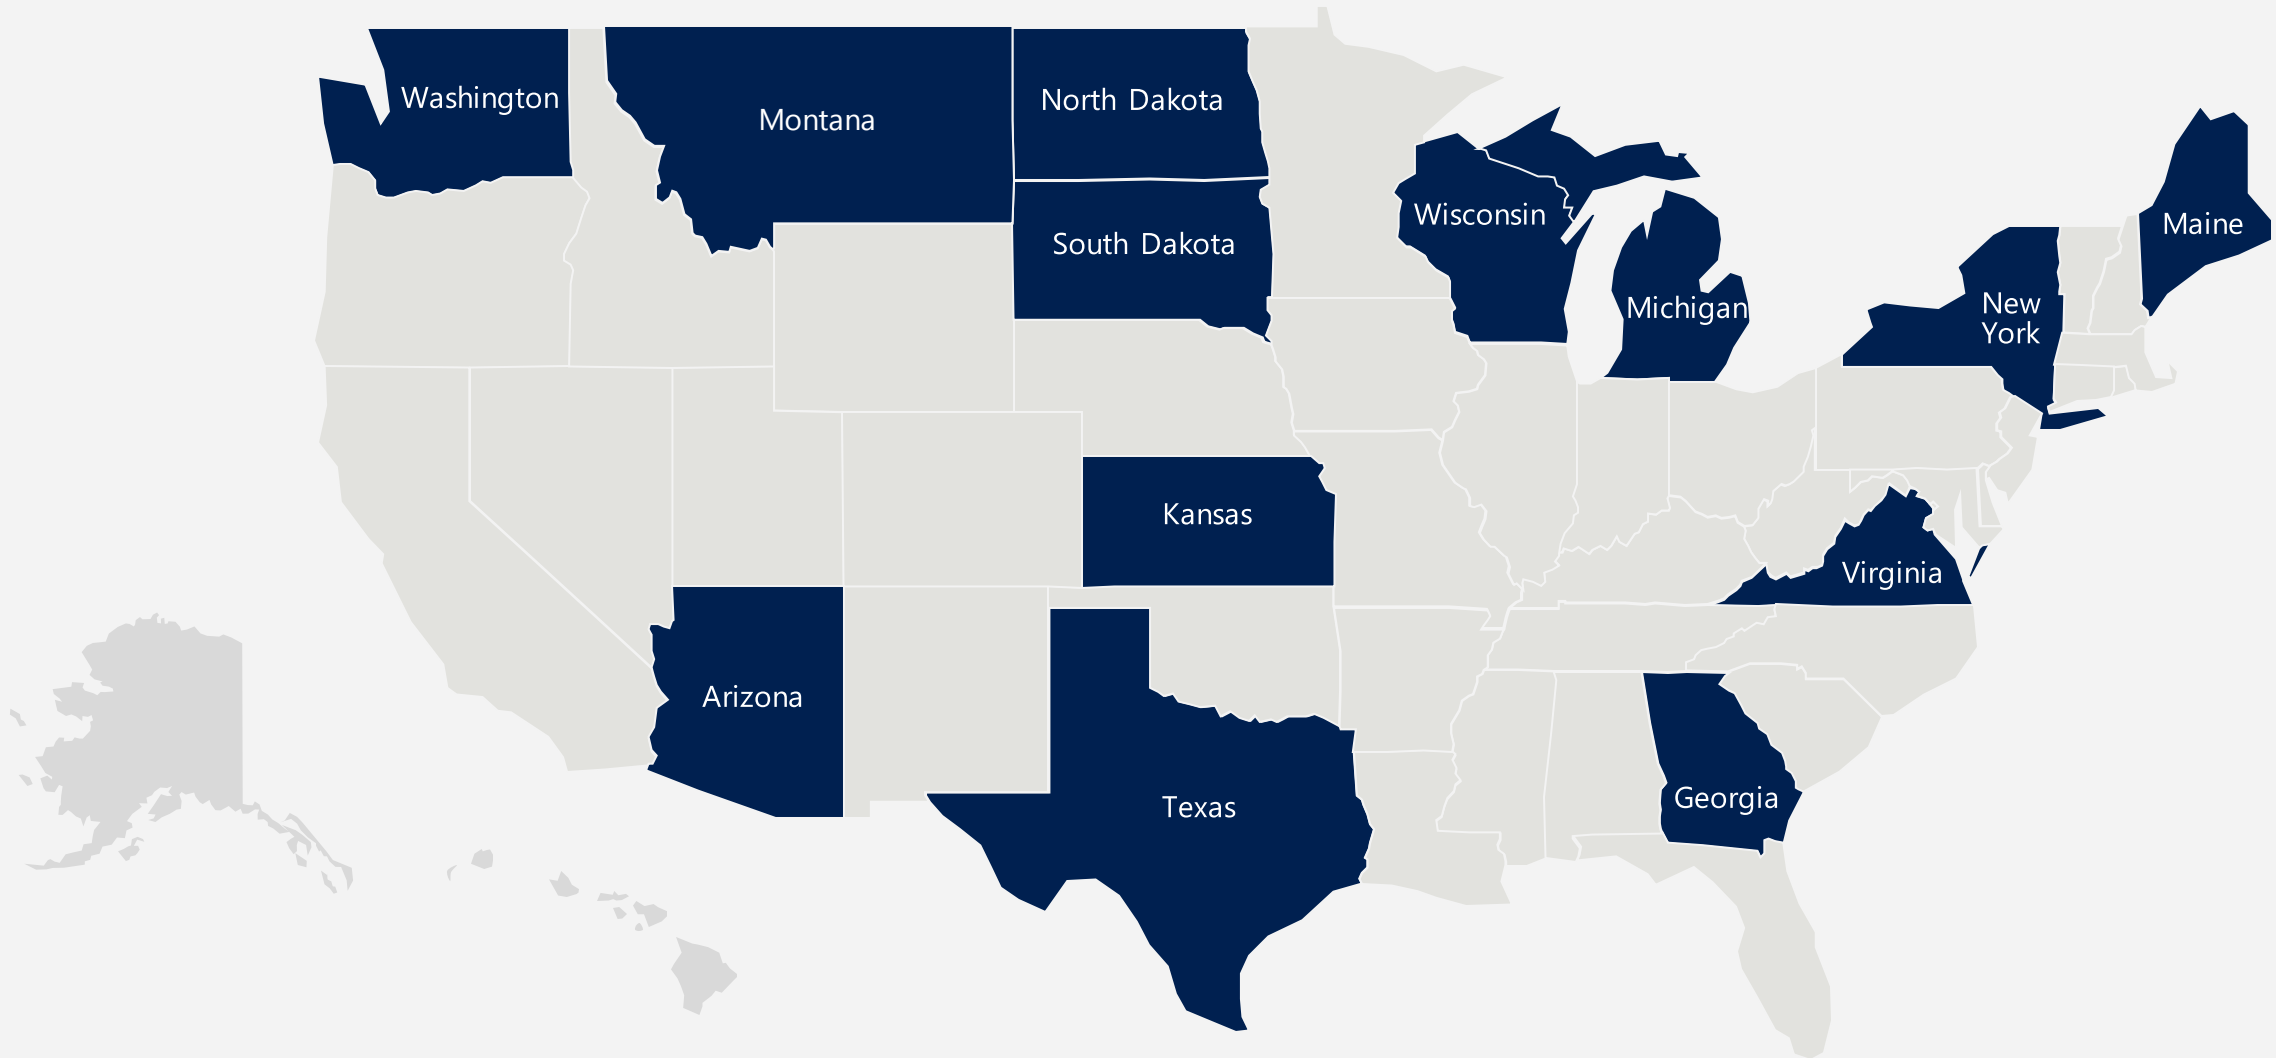 Washington
Montana
North Dakota
South Dakota
Wisconsin
Michigan
New
York
Maine
Kansas
Virginia
Arizona
Texas
Georgia